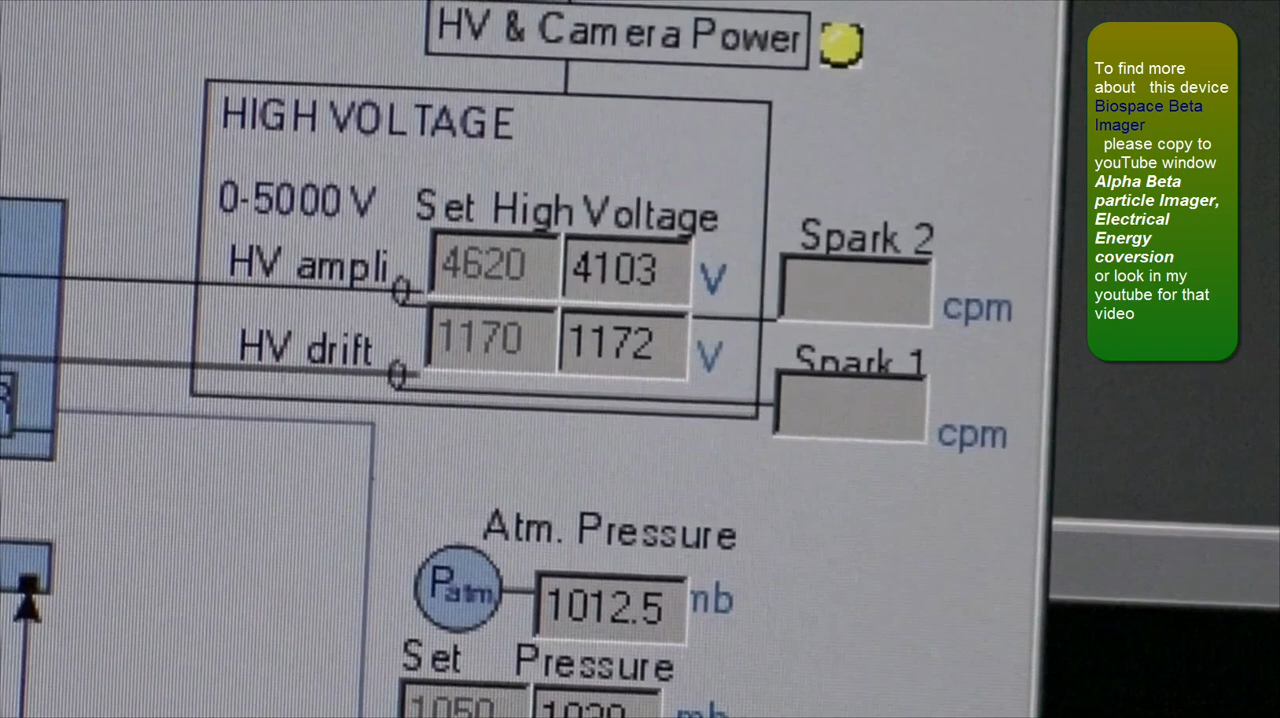 HV & Camera Power
HIGH VOLTAGE
0-5000 V Set High Voltage
HV ampli 4620 4103 V
Spark 2
cpm
HV drift 1170 1172 V
Spark 1
cpm
Atm. Pressure
Patm 1012.5 mb
Set Pressure
1050
mb
To find more
about this device
Biospace Beta
Imager
please copy to
youTube window
Alpha Beta
particle Imager,
Electrical
Energy
coversion
or look in my
youtube for that
video